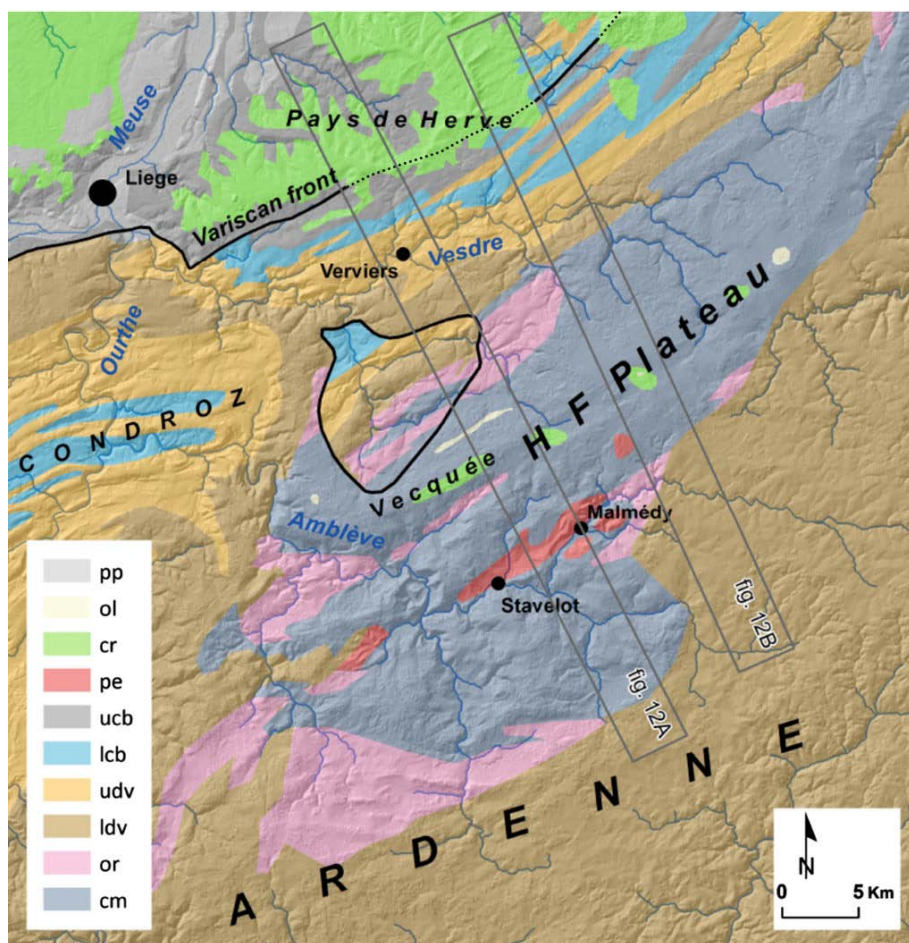 Meuse
Liege
Pays de Herve
Variscan front
Verviers
Vesdre
Ourthe
CONDROZ
H F Plateau
Vecquée
Amblève
Malmédy
Stavelot
fig. 12B
fig. 12A
ARDENNE
pp
ol
cr
pe
ucb
lcb
udv
ldv
or
cm
N
0 5 Km